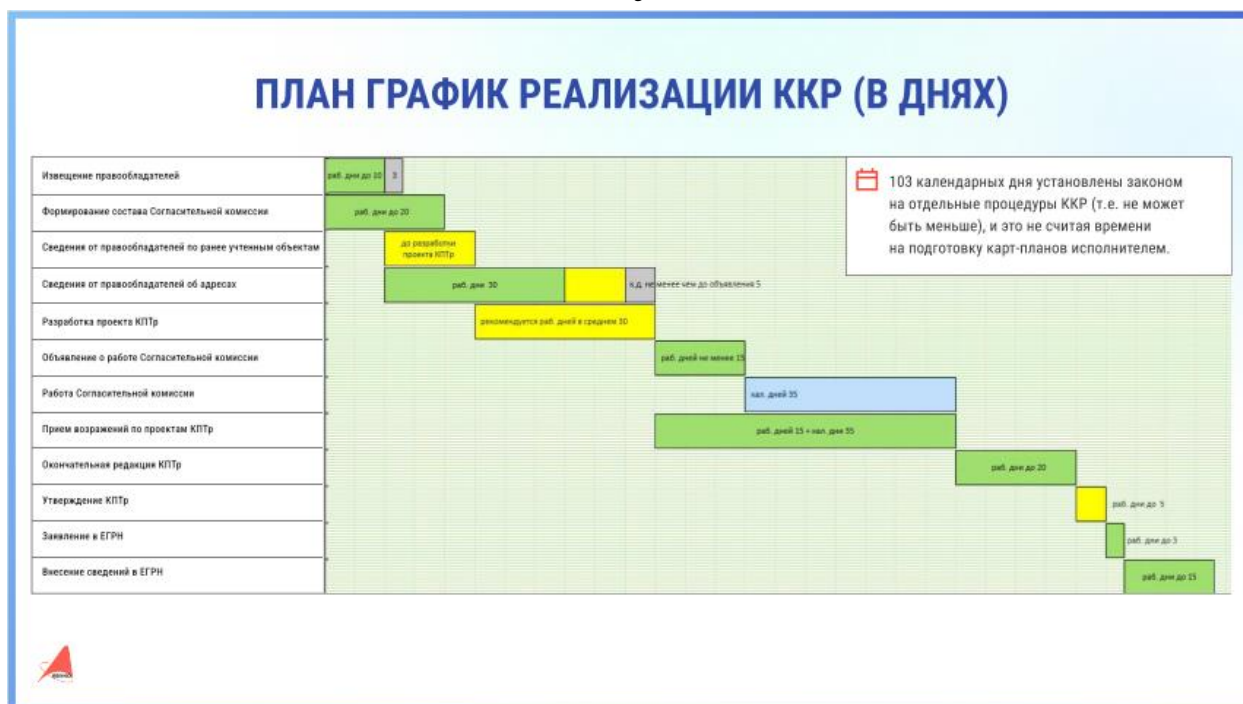 ПЛАН ГРАФИК РЕАЛИЗАЦИИ ККР (В ДНЯХ)
Извещение правообладателей
раб. дни до 10
3
103 календарных дня установлены законом
на отдельные процедуры ККР (т.е. не может
быть меньше), и это не считая времени
на подготовку карт-планов исполнителем.
Формирование состава Согласительной комиссии
раб. дни до 20
Сведения от правообладателей по ранее учтенным объектам
до разработки
проекта КПТр
Сведения от правообладателей об адресах
раб. дни 30
к.д. не менее чем до объявления 5
Разработка проекта КПТр
рекомендуется раб. дней в среднем 30
Объявление о работе Согласительной комиссии
раб. дней не менее 15
Работа Согласительной комиссии
кал. дней 35
Прием возражений по проектам КПТр
раб. дней 15 + кал. дни 35
Окончательная редакция КПТр
раб. дни до 20
Утверждение КПТр
раб. дни до 5
Заявление в ЕГРН
раб. дни до 3
Внесение сведений в ЕГРН
раб. дни до 15